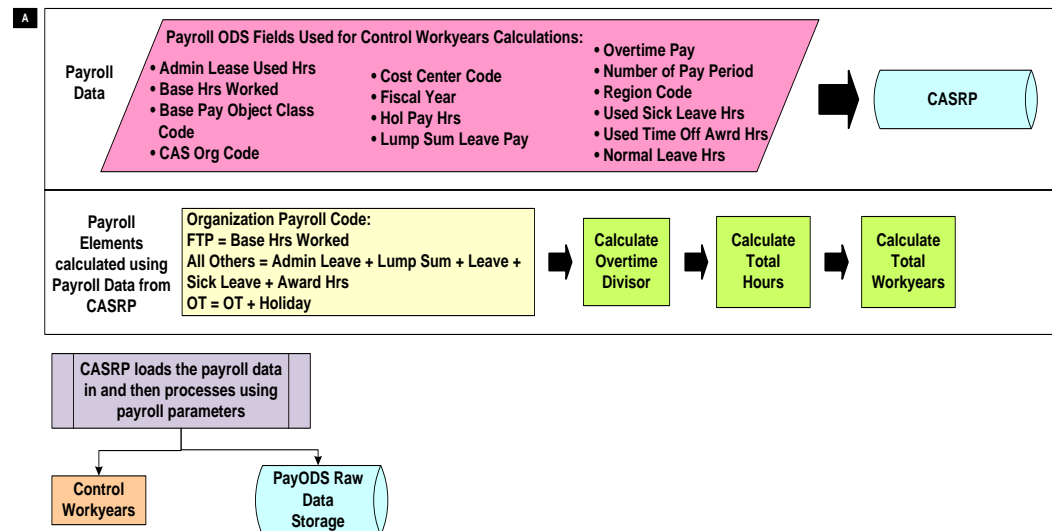 A
Payroll
Data
Payroll ODS Fields Used for Control Workyears Calculations:
• Admin Lease Used Hrs
• Base Hrs Worked
• Base Pay Object Class
Code
• CAS Org Code
• Cost Center Code
• Fiscal Year
• Hol Pay Hrs
• Lump Sum Leave Pay
• Overtime Pay
• Number of Pay Period
• Region Code
• Used Sick Leave Hrs
• Used Time Off Awrd Hrs
• Normal Leave Hrs
CASRP
Payroll
Elements
calculated using
Payroll Data from
CASRP
Organization Payroll Code:
FTP = Base Hrs Worked
All Others = Admin Leave + Lump Sum + Leave +
Sick Leave + Award Hrs
OT = OT + Holiday
Calculate
Overtime
Divisor
Calculate
Total
Hours
Calculate
Total
Workyears
CASRP loads the payroll data
in and then processes using
payroll parameters
Control
Workyears
PayODS Raw
Data
Storage